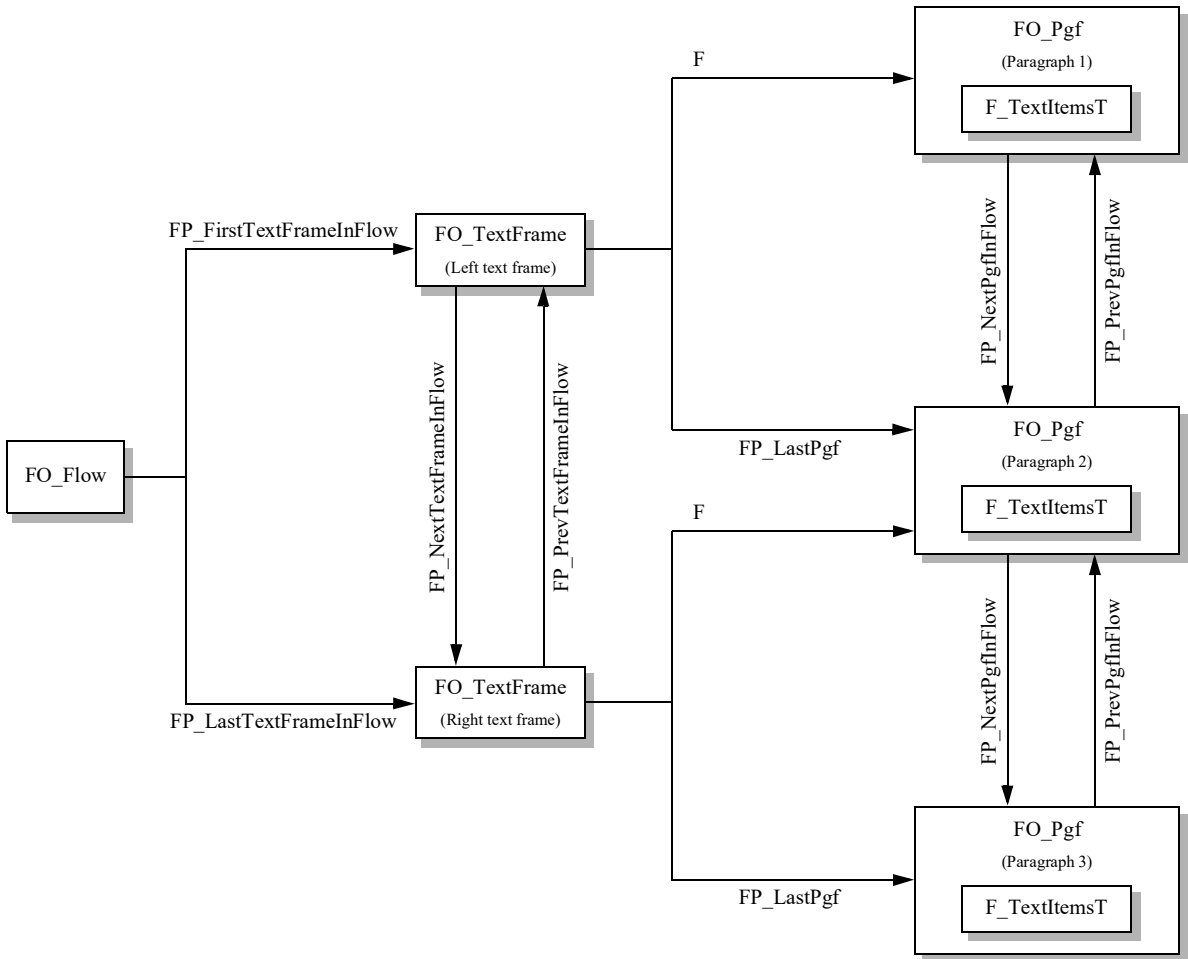 FO_Pgf
(Paragraph 1)
F_TextItemsT
F
FP_FirstTextFrameInFlow
FO_TextFrame
(Left text frame)
FP_NextPgfInFlow
FP_PrevPgfInFlow
FP_NextTextFrameInFlow
FP_PrevTextFrameInFlow
FO_Flow
FP_LastPgf
FO_Pgf
(Paragraph 2)
F_TextItemsT
F
FP_NextPgfInFlow
FP_PrevPgfInFlow
FO_TextFrame
(Right text frame)
FP_LastTextFrameInFlow
FO_Pgf
(Paragraph 3)
F_TextItemsT
FP_LastPgf